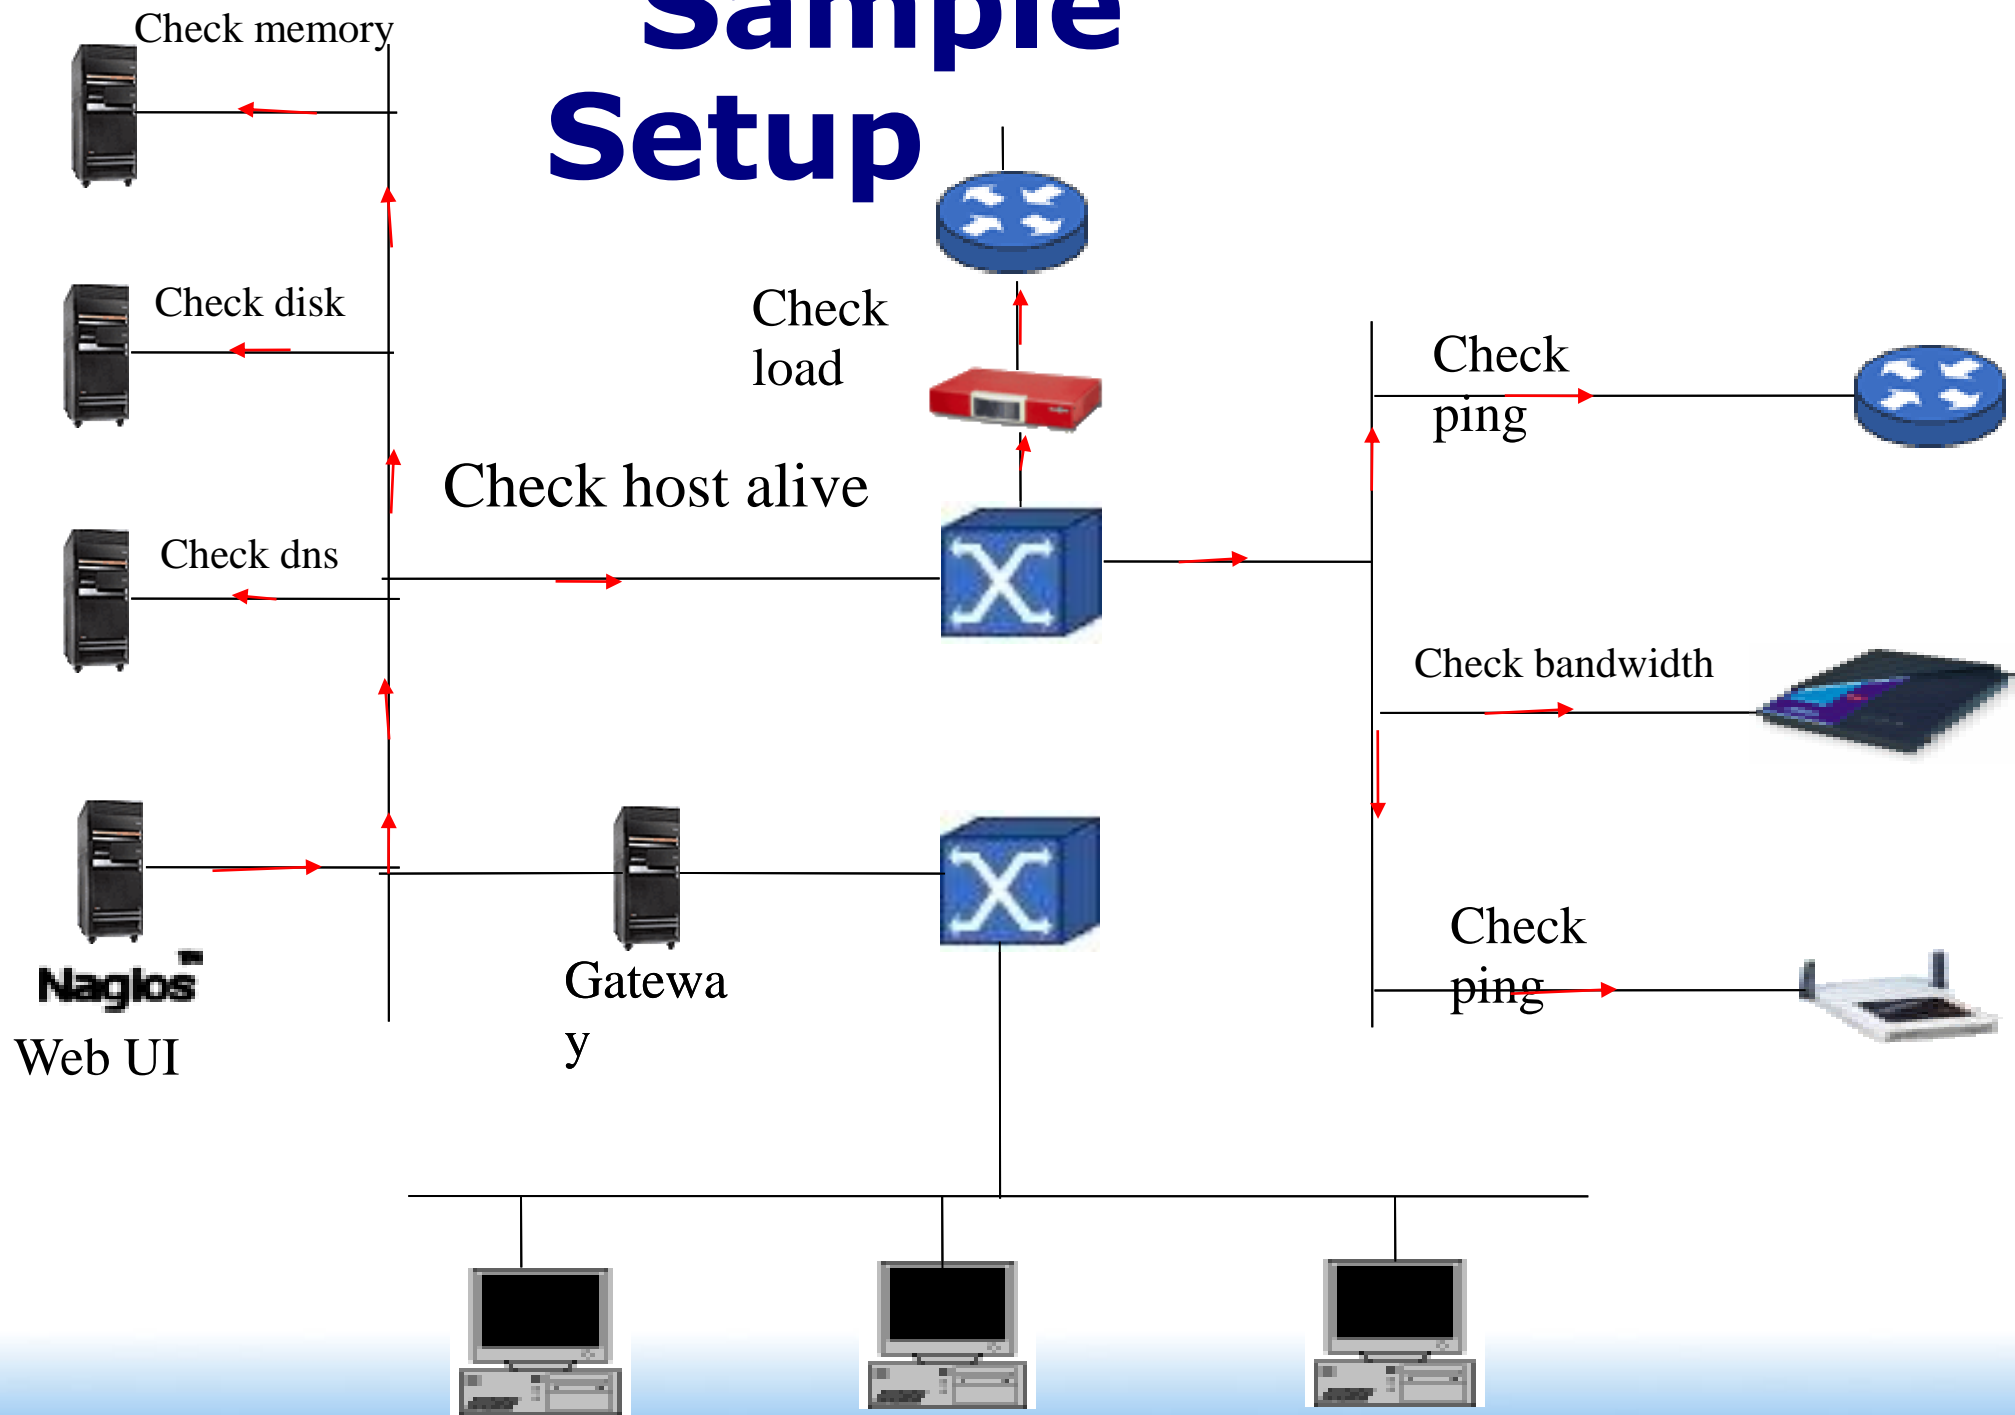 Sample
Setup
Check memory
Check disk
Check
load
Check
ping
Check host alive
Check dns
Check bandwidth
Check
ping
Nagios™
Web UI
Gatewa
y